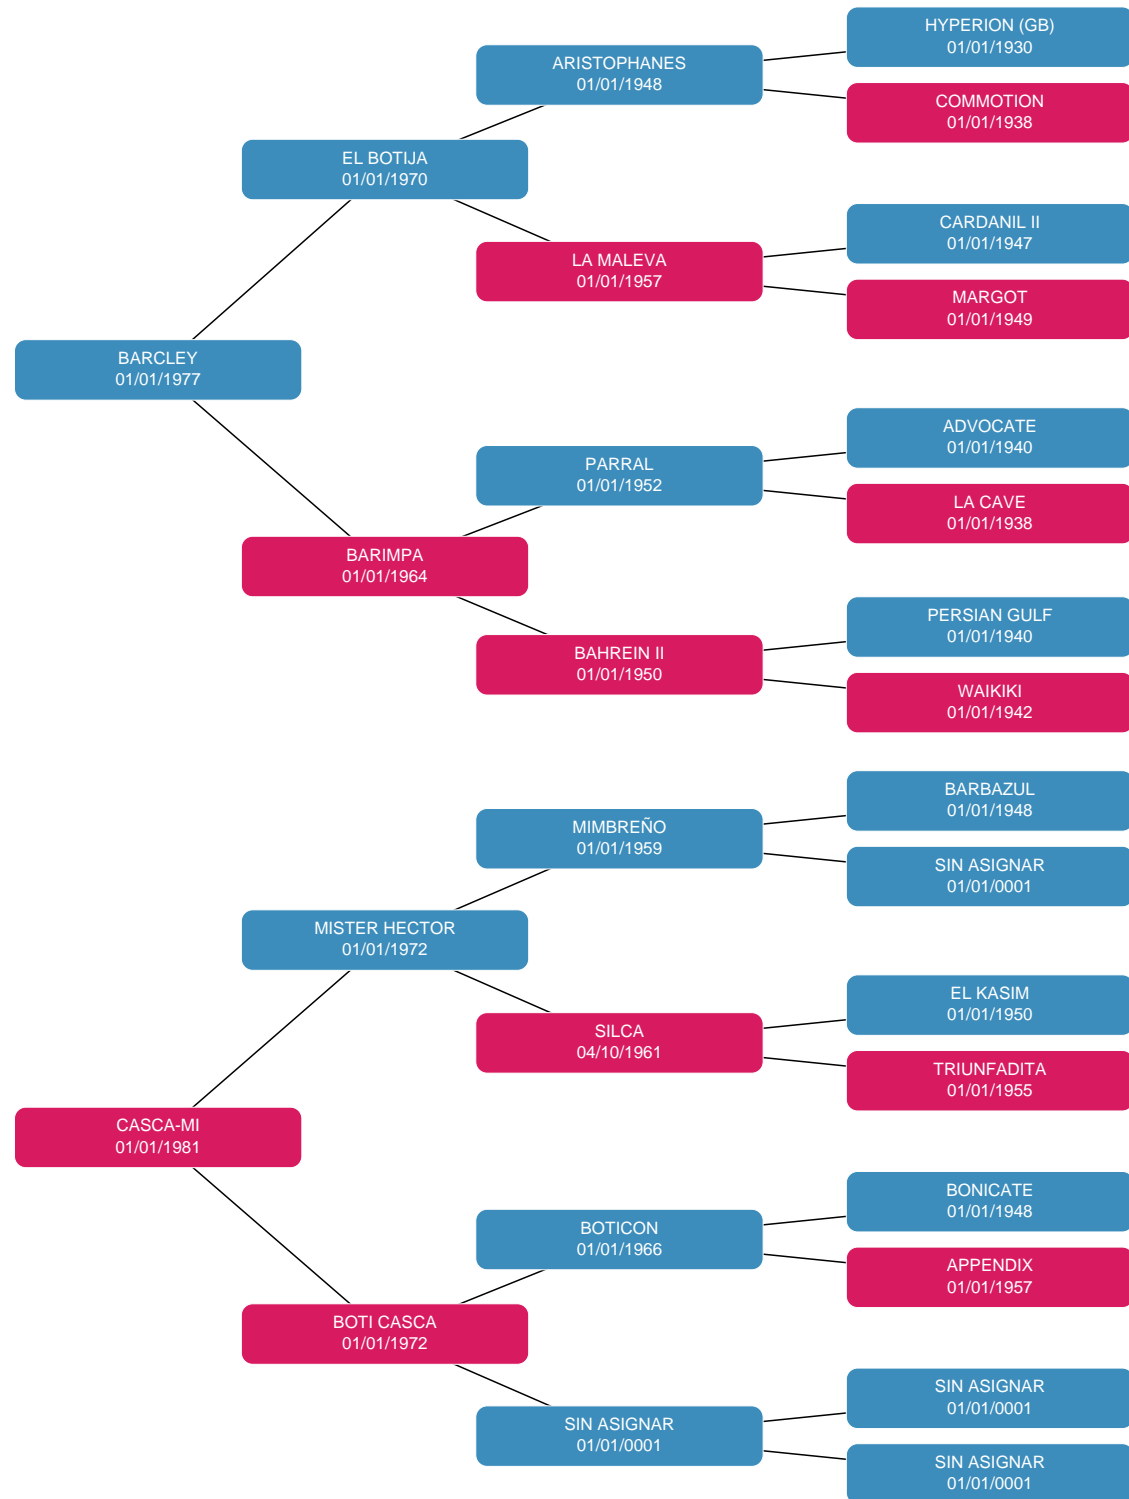 HYPERION (GB)
01/01/1930
ARISTOPHANES
01/01/1948
COMMOTION
01/01/1938
EL BOTIJA
01/01/1970
CARDANIL II
01/01/1947
LA MALEVA
01/01/1957
MARGOT
01/01/1949
BARCLEY
01/01/1977
ADVOCATE
01/01/1940
PARRAL
01/01/1952
LA CAVE
01/01/1938
BARIMPA
01/01/1964
PERSIAN GULF
01/01/1940
BAHREIN II
01/01/1950
WAIKIKI
01/01/1942
BARBAZUL
01/01/1948
MIMBREÑO
01/01/1959
SIN ASIGNAR
01/01/0001
MISTER HECTOR
01/01/1972
EL KASIM
01/01/1950
SILCA
04/10/1961
TRIUNFADITA
01/01/1955
CASCA-MI
01/01/1981
BONICATE
01/01/1948
BOTICON
01/01/1966
APPENDIX
01/01/1957
BOTI CASCA
01/01/1972
SIN ASIGNAR
01/01/0001
SIN ASIGNAR
01/01/0001
SIN ASIGNAR
01/01/0001